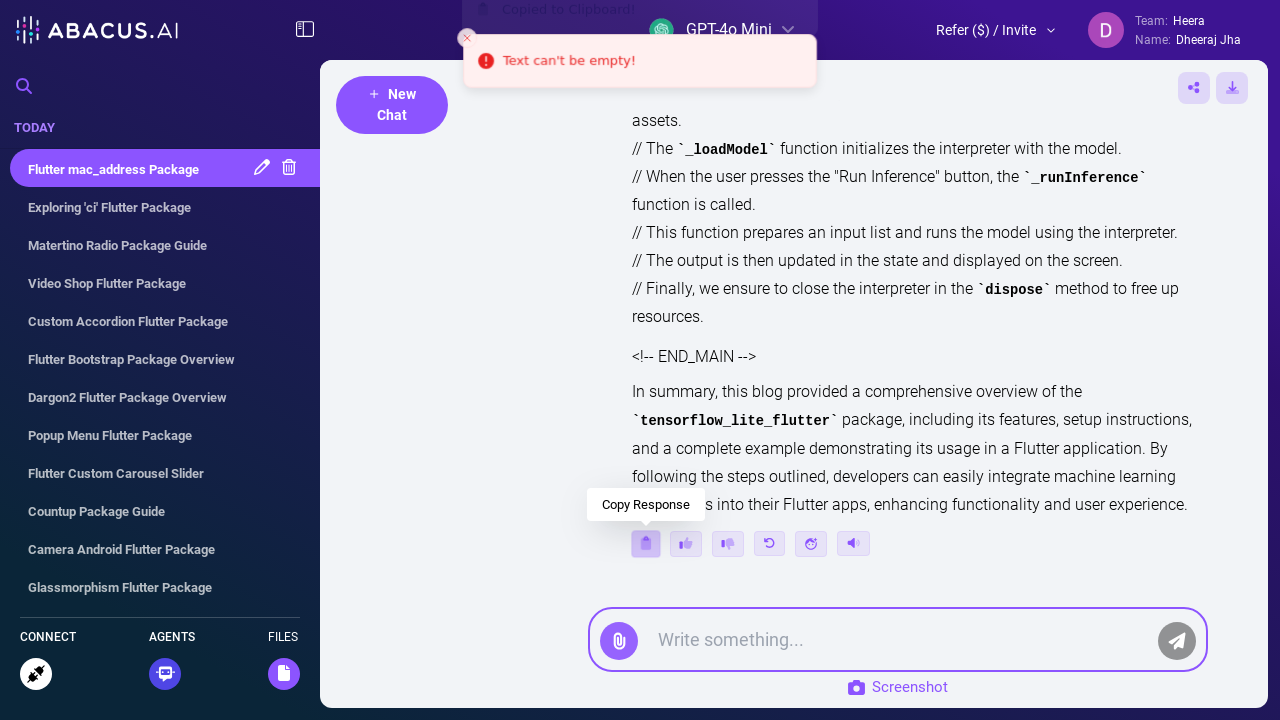 ABACUS.AI
Copied to Clipboard!
GPT-4o Mini
Text can't be empty!
Refer ($) / Invite
D
Team: Heera
Name: Dheeraj Jha
TODAY
Flutter mac_address Package
Exploring 'ci' Flutter Package
Matertino Radio Package Guide
Video Shop Flutter Package
Custom Accordion Flutter Package
Flutter Bootstrap Package Overview
Dargon2 Flutter Package Overview
Popup Menu Flutter Package
Flutter Custom Carousel Slider
Countup Package Guide
Camera Android Flutter Package
Glassmorphism Flutter Package
CONNECT
AGENTS
FILES
New
Chat
assets.
// The `_loadModel` function initializes the interpreter with the model.
// When the user presses the "Run Inference" button, the `_runInference`
function is called.
// This function prepares an input list and runs the model using the interpreter.
// The output is then updated in the state and displayed on the screen.
// Finally, we ensure to close the interpreter in the `dispose` method to free up
resources.
<!-- END_MAIN -->
In summary, this blog provided a comprehensive overview of the
`tensorflow_lite_flutter` package, including its features, setup instructions,
and a complete example demonstrating its usage in a Flutter application. By
following the steps outlined, developers can easily integrate machine learning
s into their Flutter apps, enhancing functionality and user experience.
Copy Response
Write something...
Screenshot